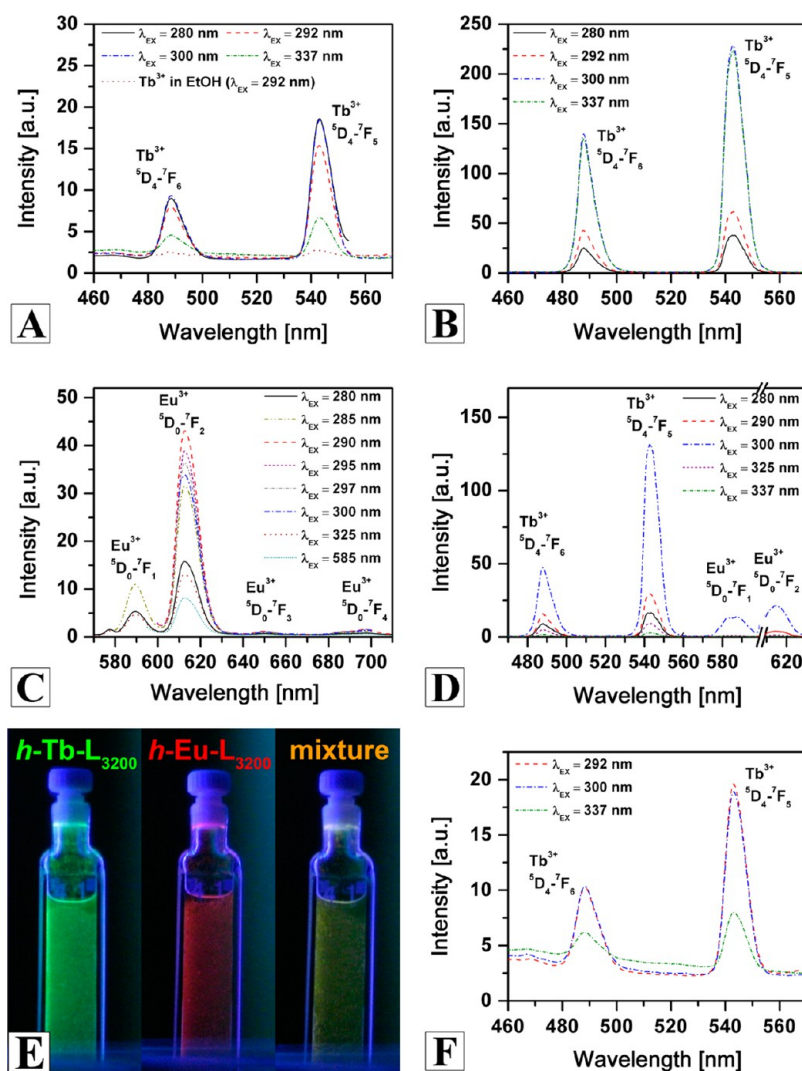 λEX = 280 nm λEX = 292 nm
λEX = 300 nm λEX = 337 nm
Tb3+ in EtOH (λEX = 292 nm)
Tb3+
5D4-7F6
Tb3+
5D4-7F5
30
25
20
15
10
5
0
Intensity [a.u.]
460 480 500 520 540 560
Wavelength [nm]
A
λEX = 280 nm
λEX = 292 nm
λEX = 300 nm
λEX = 337 nm
Tb3+
5D4-7F5
Tb3+
5D4-7F6
250
200
150
100
50
0
Intensity [a.u.]
460 480 500 520 540 560
Wavelength [nm]
B
Eu3+
5D0-7F2
λEX = 280 nm
λEX = 285 nm
λEX = 290 nm
λEX = 295 nm
λEX = 297 nm
λEX = 300 nm
λEX = 325 nm
λEX = 585 nm
Eu3+
5D0-7F1
Eu3+
5D0-7F3
Eu3+
5D0-7F4
50
40
30
20
10
0
Intensity [a.u.]
580 600 620 640 660 680 700
Wavelength [nm]
C
λEX = 280 nm
λEX = 290 nm
λEX = 300 nm
λEX = 325 nm
λEX = 337 nm
Tb3+
5D4-7F5
Tb3+
5D4-7F6
Eu3+
5D0-7F1
Eu3+
5D0-7F2
150
100
50
0
Intensity [a.u.]
480 500 520 540 560 580 620
Wavelength [nm]
D
h-Tb-L3200 h-Eu-L3200 mixture
E
λEX = 292 nm
λEX = 300 nm
λEX = 337 nm
Tb3+
5D4-7F5
Tb3+
5D4-7F6
20
15
10
5
0
Intensity [a.u.]
460 480 500 520 540 560
Wavelength [nm]
F